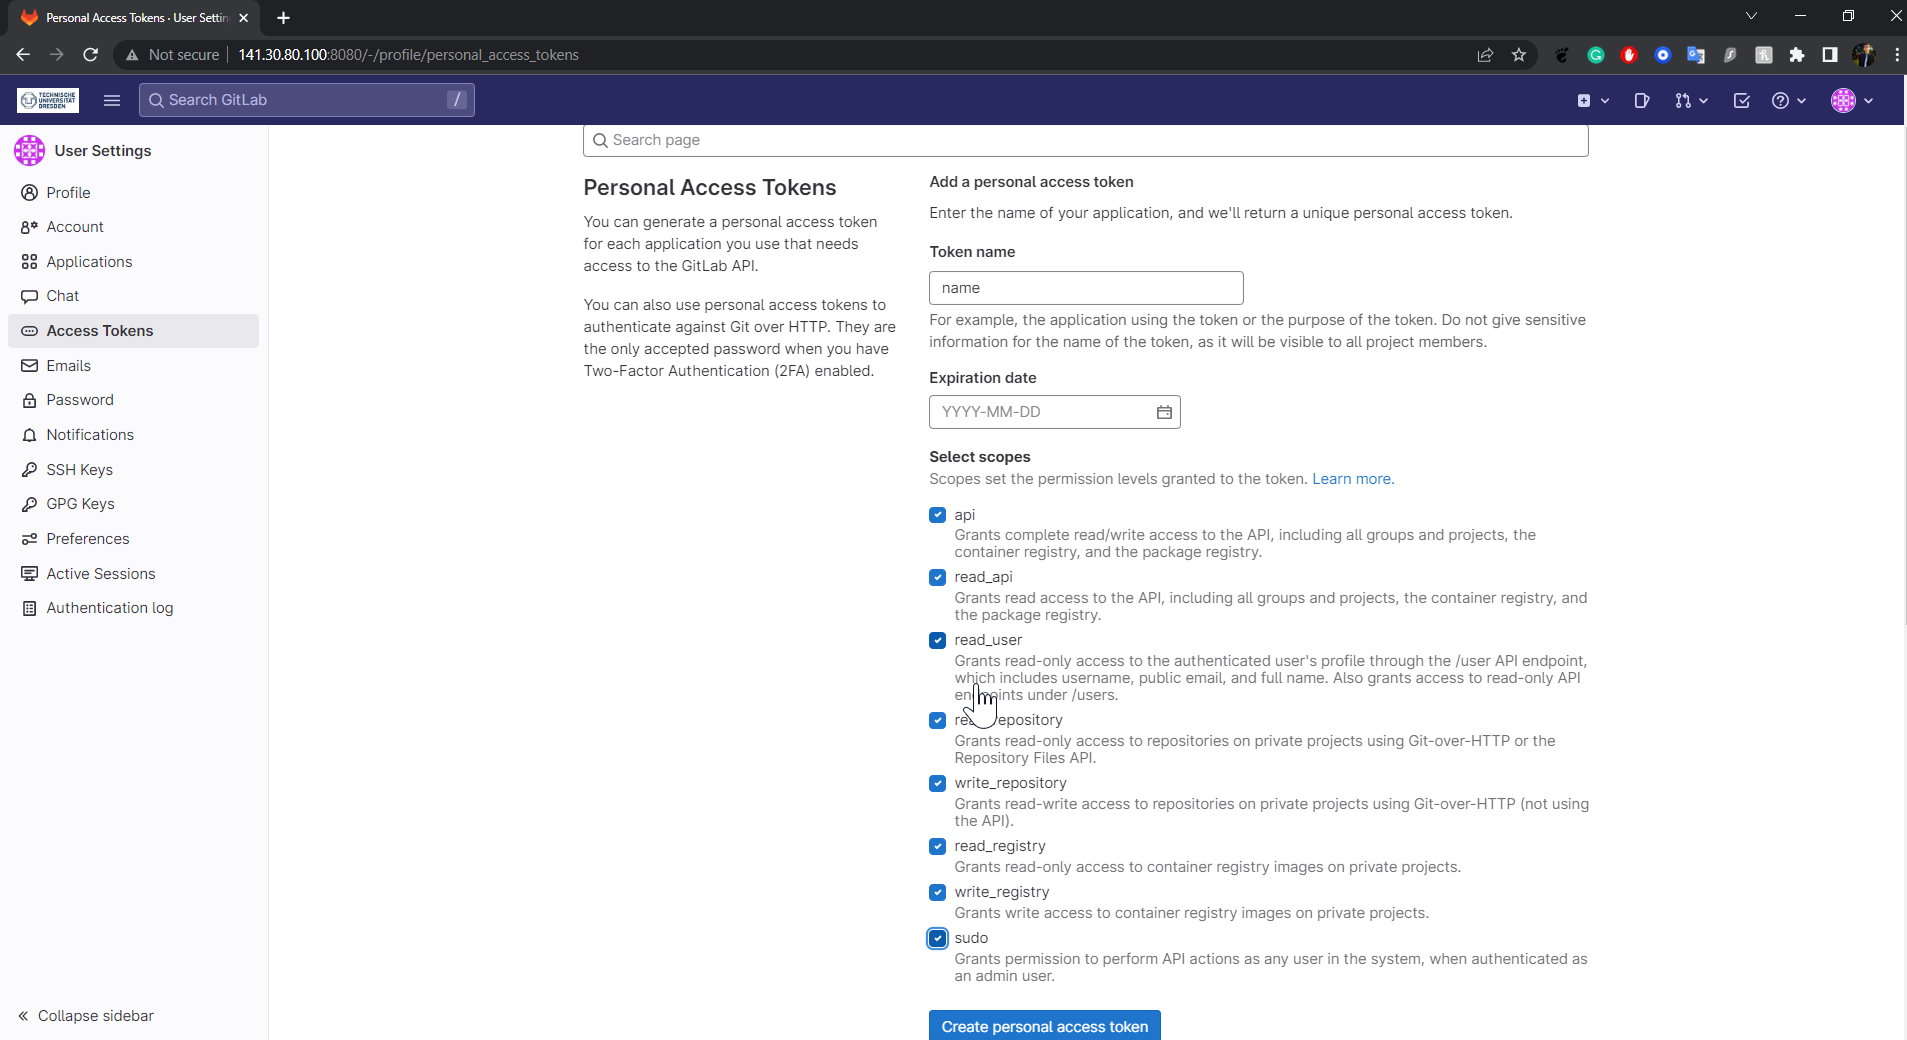 Personal Access Tokens · User Settin
Not secure
141.30.80.100:8080/-/profile/personal_access_tokens
TECHNISCHE
UNIVERSITÄT
DRESDEN
Search GitLab
/
User Settings
Profile
Account
Applications
Chat
Access Tokens
Emails
Password
Notifications
SSH Keys
GPG Keys
Preferences
Active Sessions
Authentication log
Collapse sidebar
Search page
Personal Access Tokens
You can generate a personal access token
for each application you use that needs
access to the GitLab API.
You can also use personal access tokens to
authenticate against Git over HTTP. They are
the only accepted password when you have
Two-Factor Authentication (2FA) enabled.
Add a personal access token
Enter the name of your application, and we'll return a unique personal access token.
Token name
name
For example, the application using the token or the purpose of the token. Do not give sensitive
information for the name of the token, as it will be visible to all project members.
Expiration date
YYYY-MM-DD
Select scopes
Scopes set the permission levels granted to the token. Learn more.
api
Grants complete read/write access to the API, including all groups and projects, the
container registry, and the package registry.
read_api
Grants read access to the API, including all groups and projects, the container registry, and
the package registry.
read_user
Grants read-only access to the authenticated user's profile through the /user API endpoint,
which includes username, public email, and full name. Also grants access to read-only API
endpoints under /users.
read_repository
Grants read-only access to repositories on private projects using Git-over-HTTP or the
Repository Files API.
write_repository
Grants read-write access to repositories on private projects using Git-over-HTTP (not using
the API).
read_registry
Grants read-only access to container registry images on private projects.
write_registry
Grants write access to container registry images on private projects.
sudo
Grants permission to perform API actions as any user in the system, when authenticated as
an admin user.
Create personal access token